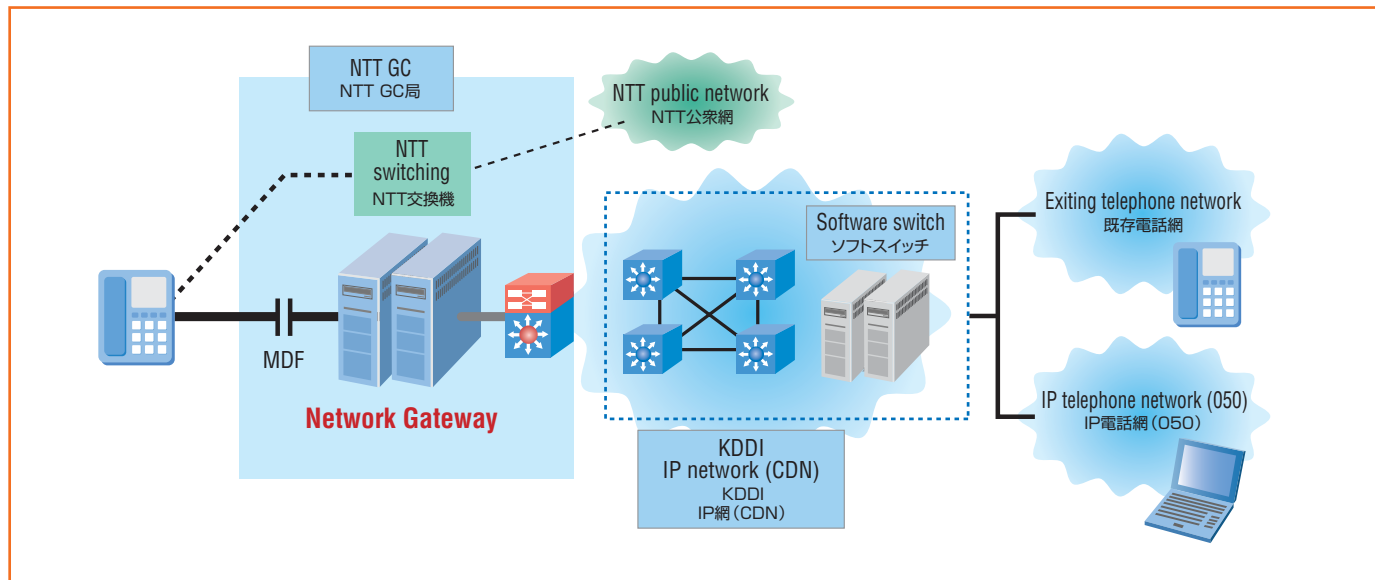 NTT GC
NTT GC局
NTT public network
NTT公衆網
NTT
switching
NTT交換機
MDF
Network Gateway
Software switch
ソフトスイッチ
KDDI
IP network (CDN)
KDDI
IP網(CDN)
Exiting telephone network
既存電話網
IP telephone network (050)
IP電話網(050)